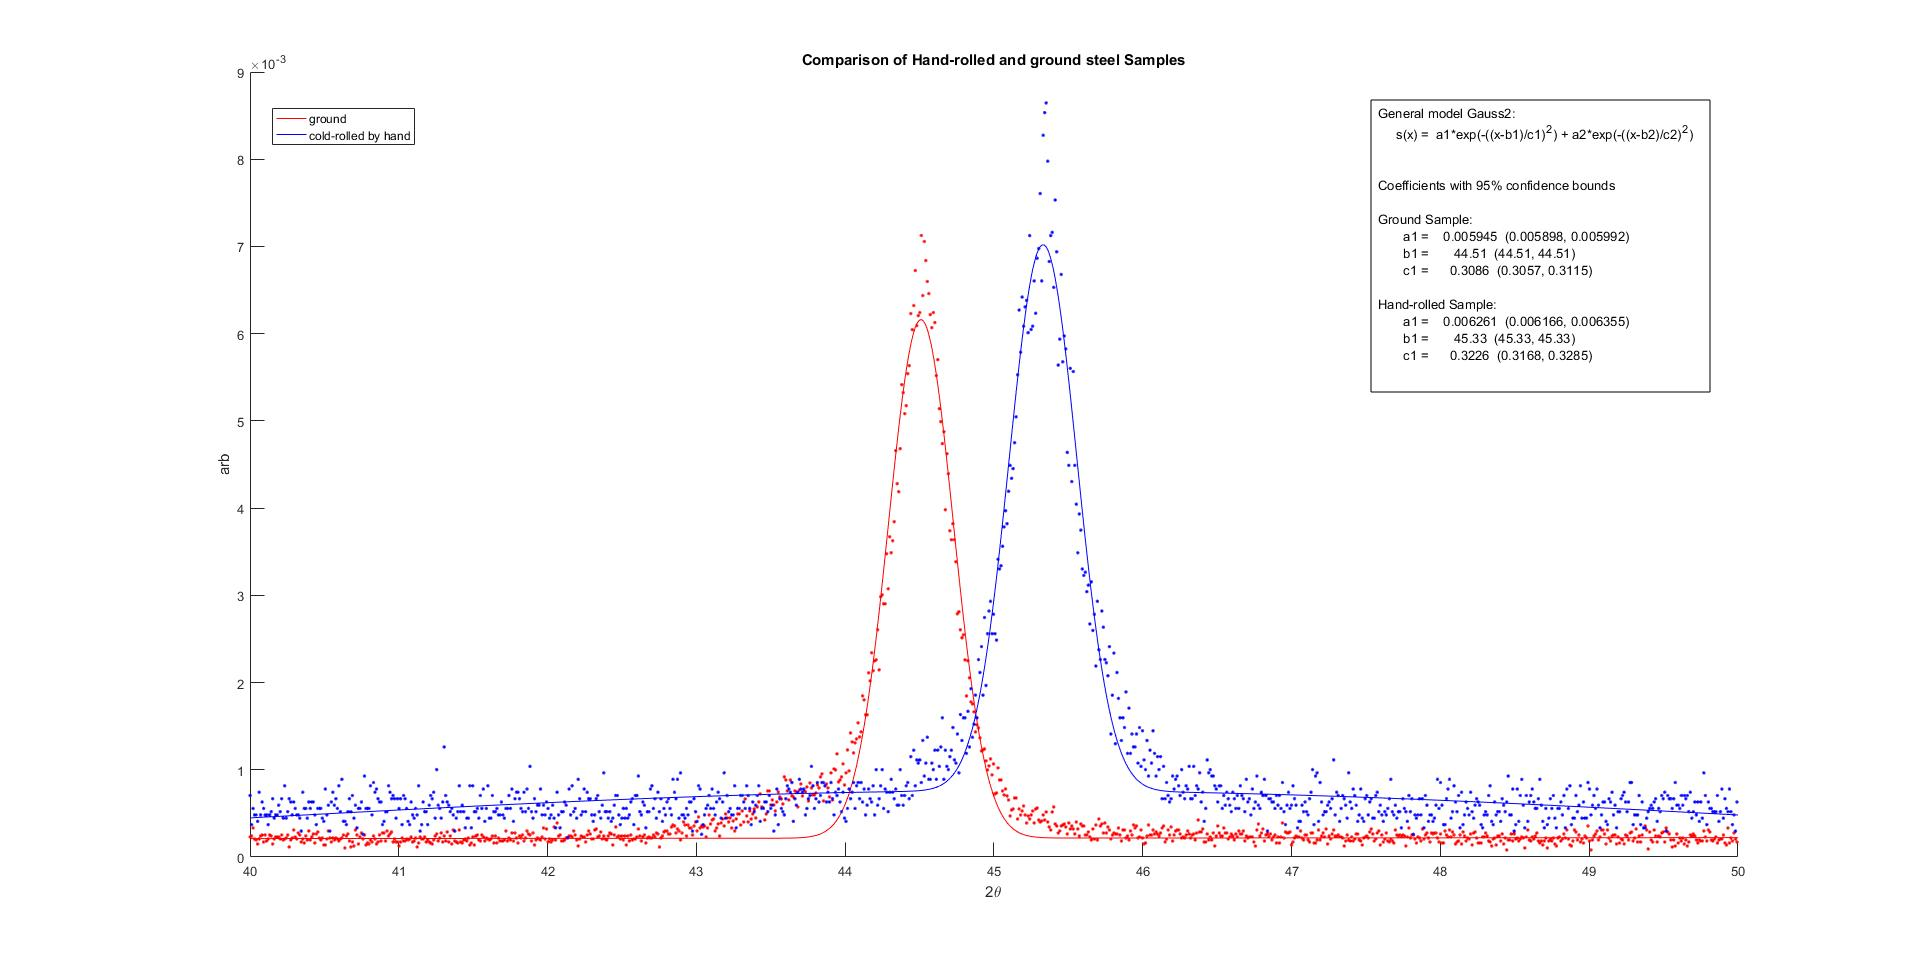 Comparison of Hand-rolled and ground steel Samples
×10^-3
9
8
7
6
5
4
3
2
1
0
arb
ground
cold-rolled by hand
General model Gauss2:
s(x) = a1*exp(-((x-b1)/c1)^2) + a2*exp(-((x-b2)/c2)^2)
Coefficients with 95% confidence bounds
Ground Sample:
a1 = 0.005945 (0.005898, 0.005992)
b1 = 44.51 (44.51, 44.51)
c1 = 0.3086 (0.3057, 0.3115)
Hand-rolled Sample:
a1 = 0.006261 (0.006166, 0.006355)
b1 = 45.33 (45.33, 45.33)
c1 = 0.3226 (0.3168, 0.3285)
40 41 42 43 44 45 46 47 48 49 50
2θ